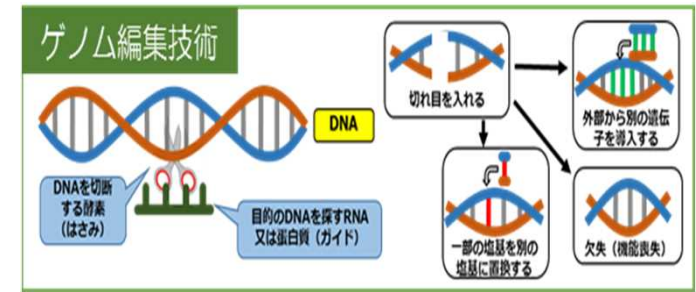 ゲノム編集技術
DNA
DNAを切断
する酵素
(はさみ)
目的のDNAを探すRNA
又は蛋白質(ガイド)
切れ目を入れる
外部から別の遺伝
子を導入する
一部の塩基を別の
塩基に置換する
欠失(機能喪失)